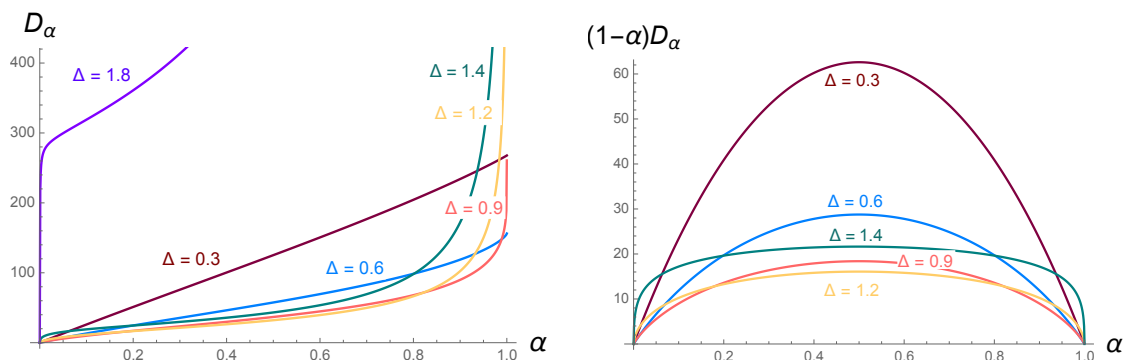 D_α
400
300
200
100
Δ = 1.8
Δ = 1.4
Δ = 1.2
Δ = 0.9
Δ = 0.3
Δ = 0.6
0.2 0.4 0.6 0.8 1.0 α
(1-α)D_α
60
50
40
30
20
10
Δ = 0.3
Δ = 0.6
Δ = 1.4
Δ = 0.9
Δ = 1.2
0.2 0.4 0.6 0.8 1.0 α